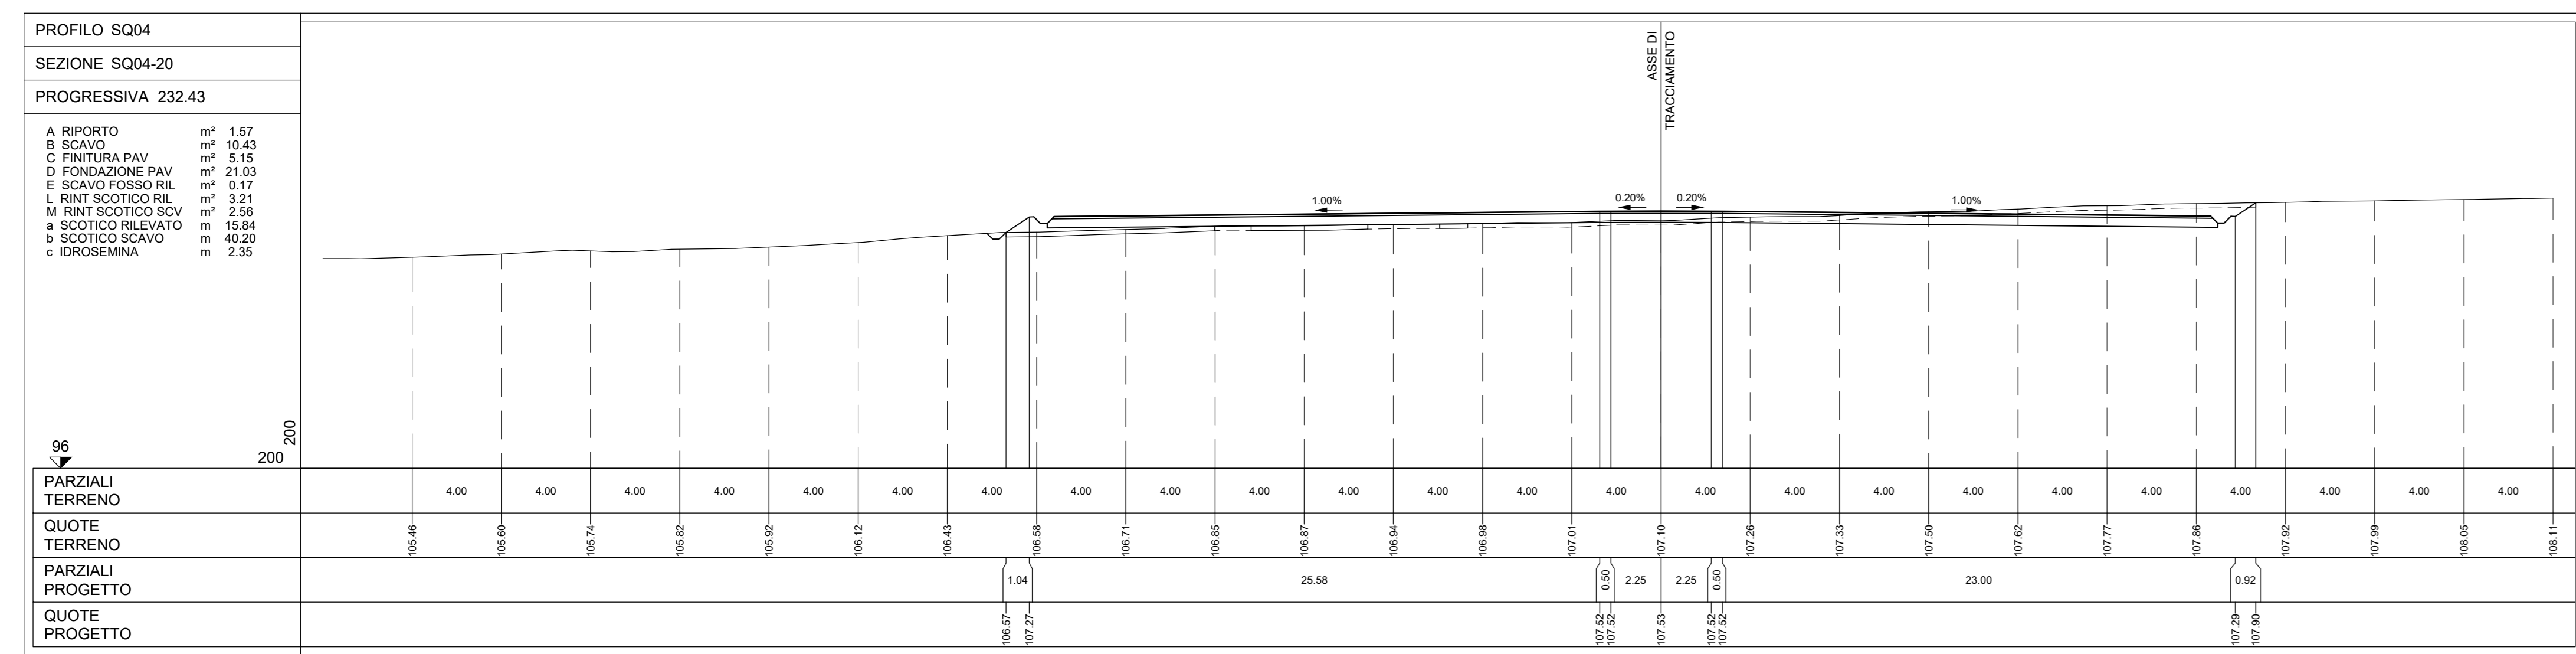 PROFILO SQ04
SEZIONE SQ04-20
PROGRESSIVA 232.43
A RIPORTO m² 1.57
B SCAVO m² 10.43
C FINITURA PAV m² 5.15
D FONDAZIONE PAV m² 21.03
E SCAVO FOSSO RIL m² 0.17
L RINT SCOTICO RIL m² 3.21
M RINT SCOTICO SCV m² 2.56
a SCOTICO RILEVATO m 15.84
b SCOTICO SCAVO m 40.20
c IDROSEMINA m 2.35
96
200
200
ASSE DI
TRACCIAMENTO
1.00% 0.20% 0.20% 1.00%
PARZIALI
TERRENO
4.00 4.00 4.00 4.00 4.00 4.00 4.00 4.00 4.00 4.00 4.00 4.00 4.00 4.00 4.00 4.00 4.00 4.00 4.00 4.00 4.00 4.00 4.00 4.00
QUOTE
TERRENO
105.46 105.60 105.74 105.82 105.92 106.12 106.43 106.58 106.71 106.85 106.87 106.94 106.98 107.01 107.10 107.26 107.33 107.50 107.62 107.77 107.86 107.92 107.99 108.05 108.11
PARZIALI
PROGETTO
1.04 25.58 0.50 2.25 2.25 0.50 23.00 0.92
QUOTE
PROGETTO
106.57 107.27 107.52 107.52 107.53 107.52 107.52 107.29 107.90